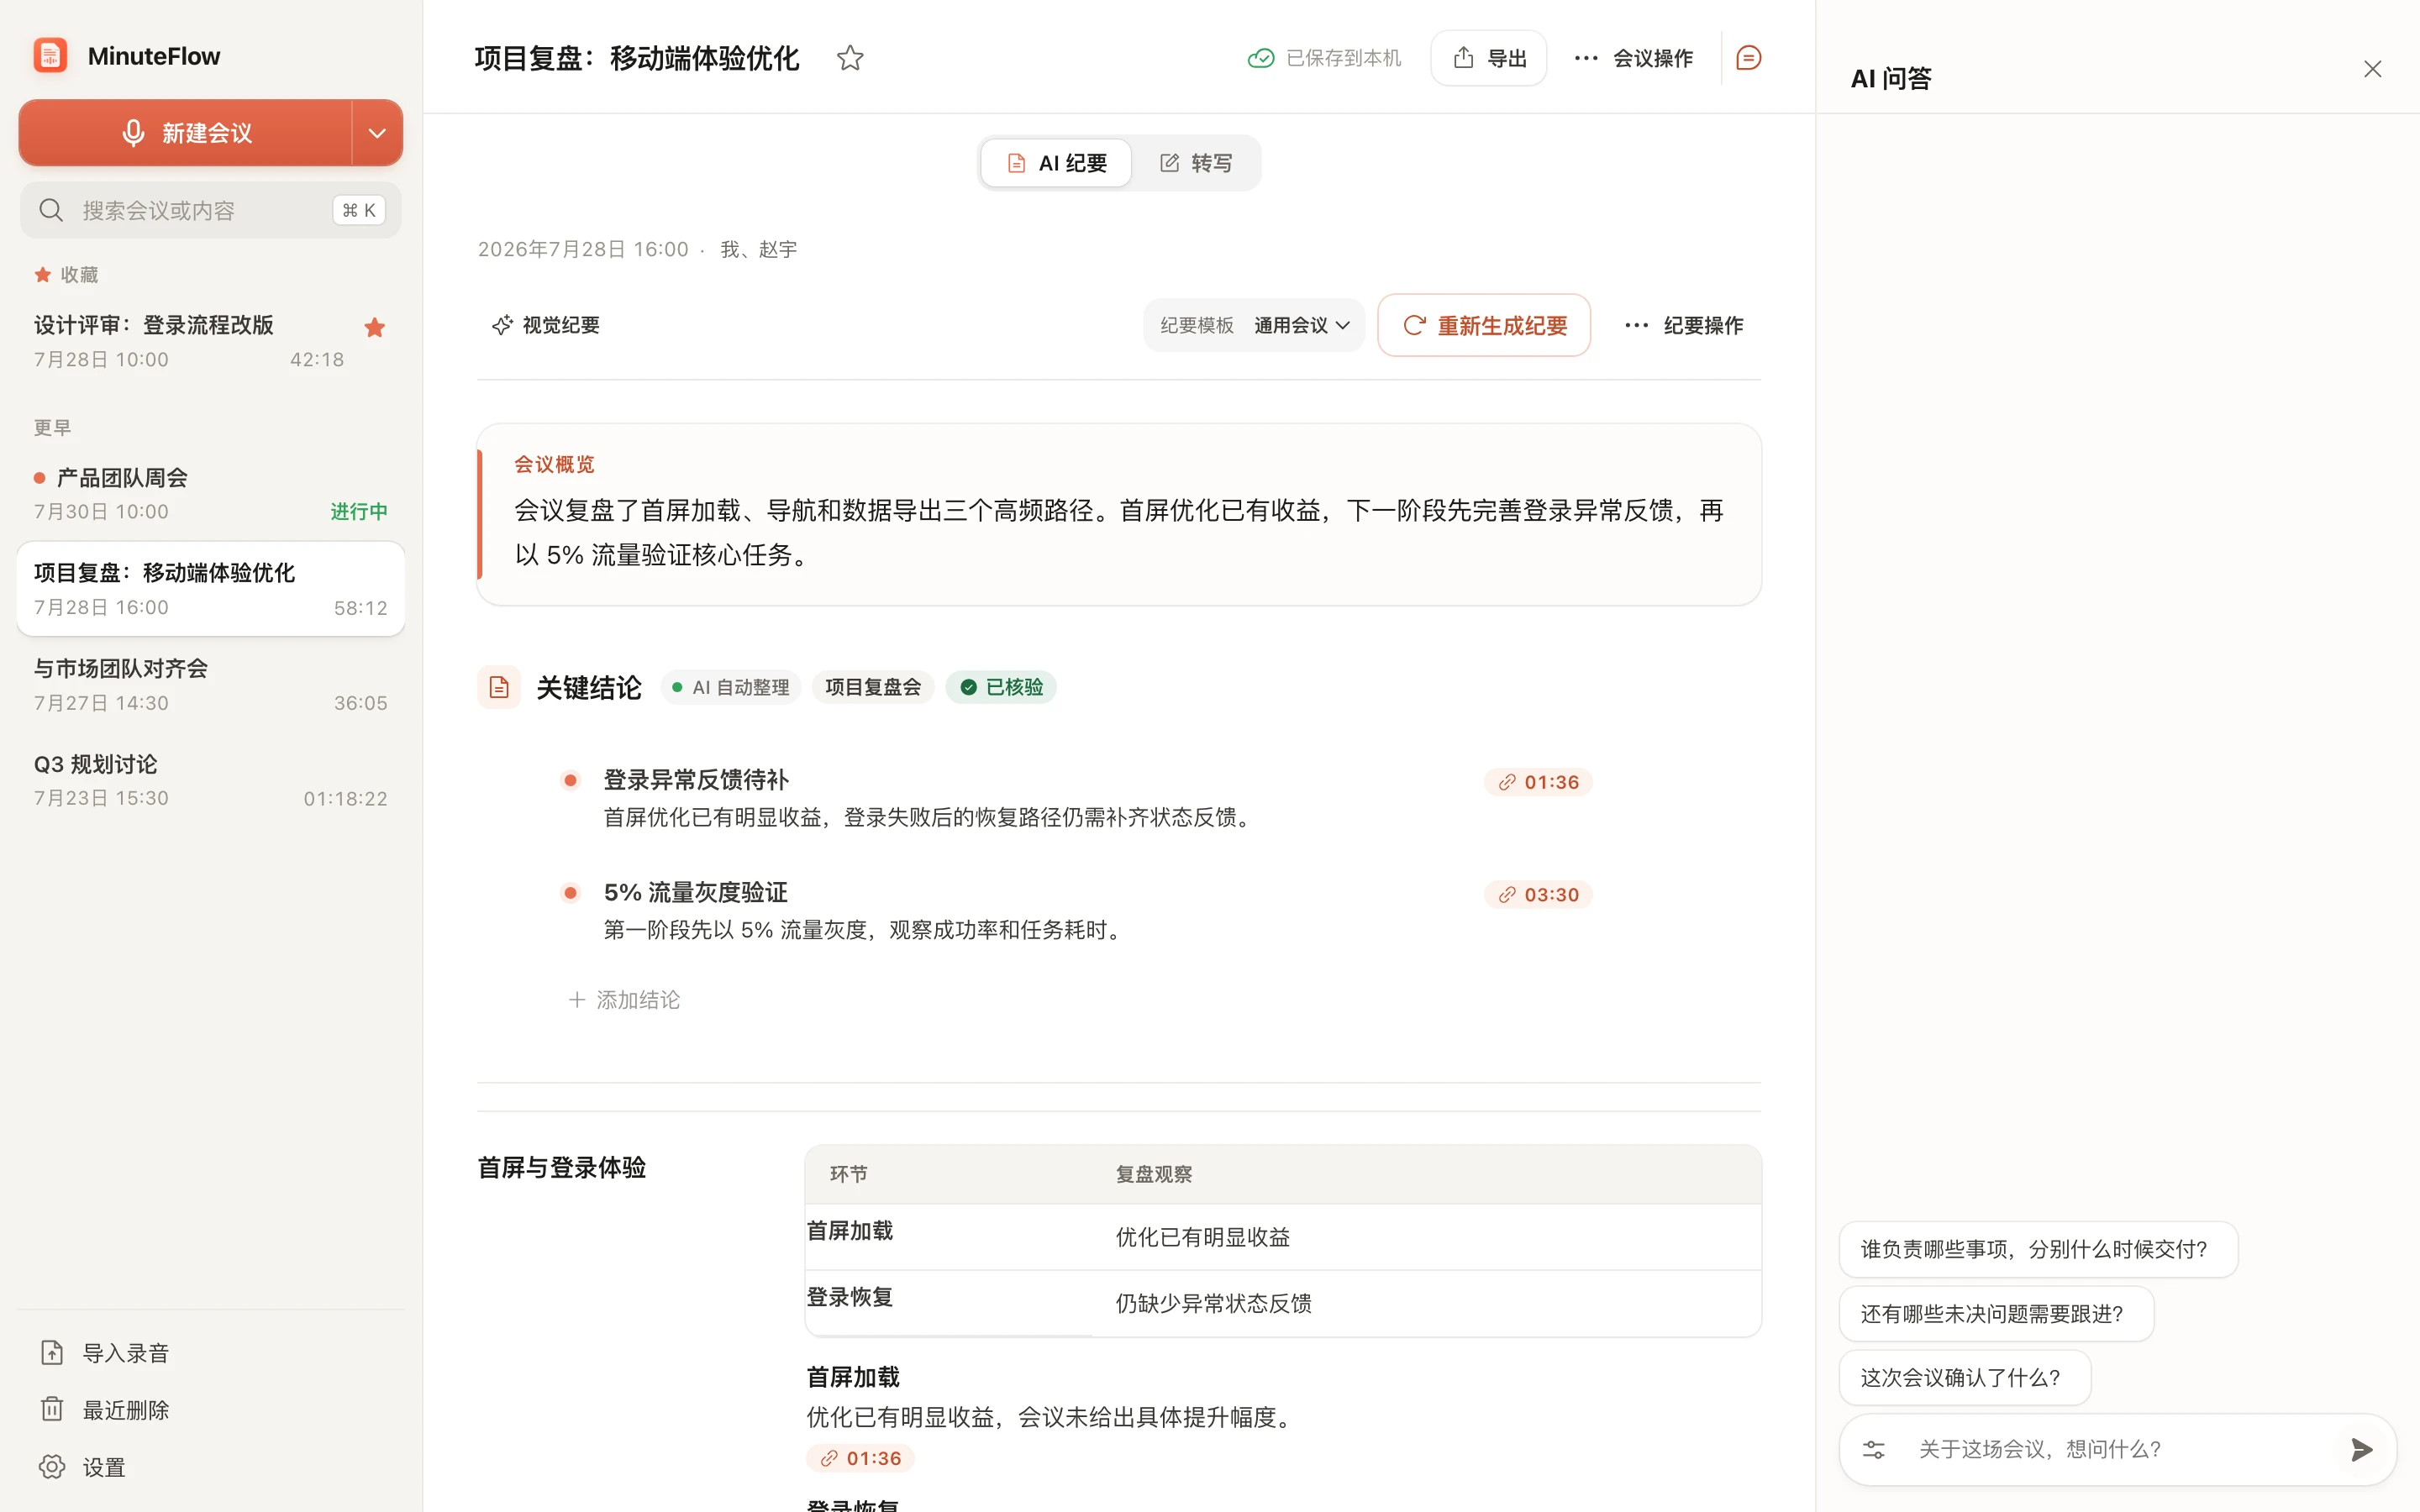 MinuteFlow
新建会议
搜索会议或内容
⌘ K
收藏
设计评审：登录流程改版
7月28日 10:00
42:18
更早
产品团队周会
7月30日 10:00
进行中
项目复盘：移动端体验优化
7月28日 16:00
58:12
与市场团队对齐会
7月27日 14:30
36:05
Q3 规划讨论
7月23日 15:30
01:18:22
导入录音
最近删除
设置
项目复盘：移动端体验优化
已保存到本机
导出
会议操作
AI 纪要
转写
2026年7月28日 16:00 · 我、赵宇
视觉纪要
纪要模板 通用会议
重新生成纪要
纪要操作
会议概览
会议复盘了首屏加载、导航和数据导出三个高频路径。首屏优化已有收益，下一阶段先完善登录异常反馈，再
以 5% 流量验证核心任务。
关键结论
AI 自动整理
项目复盘会
已核验
登录异常反馈待补
01:36
首屏优化已有明显收益，登录失败后的恢复路径仍需补齐状态反馈。
5% 流量灰度验证
03:30
第一阶段先以 5% 流量灰度，观察成功率和任务耗时。
添加结论
首屏与登录体验
环节
复盘观察
首屏加载
优化已有明显收益
登录恢复
仍缺少异常状态反馈
首屏加载
优化已有明显收益，会议未给出具体提升幅度。
01:36
登录恢复
AI 问答
谁负责哪些事项，分别什么时候交付？
还有哪些未决问题需要跟进？
这次会议确认了什么？
关于这场会议，想问什么？